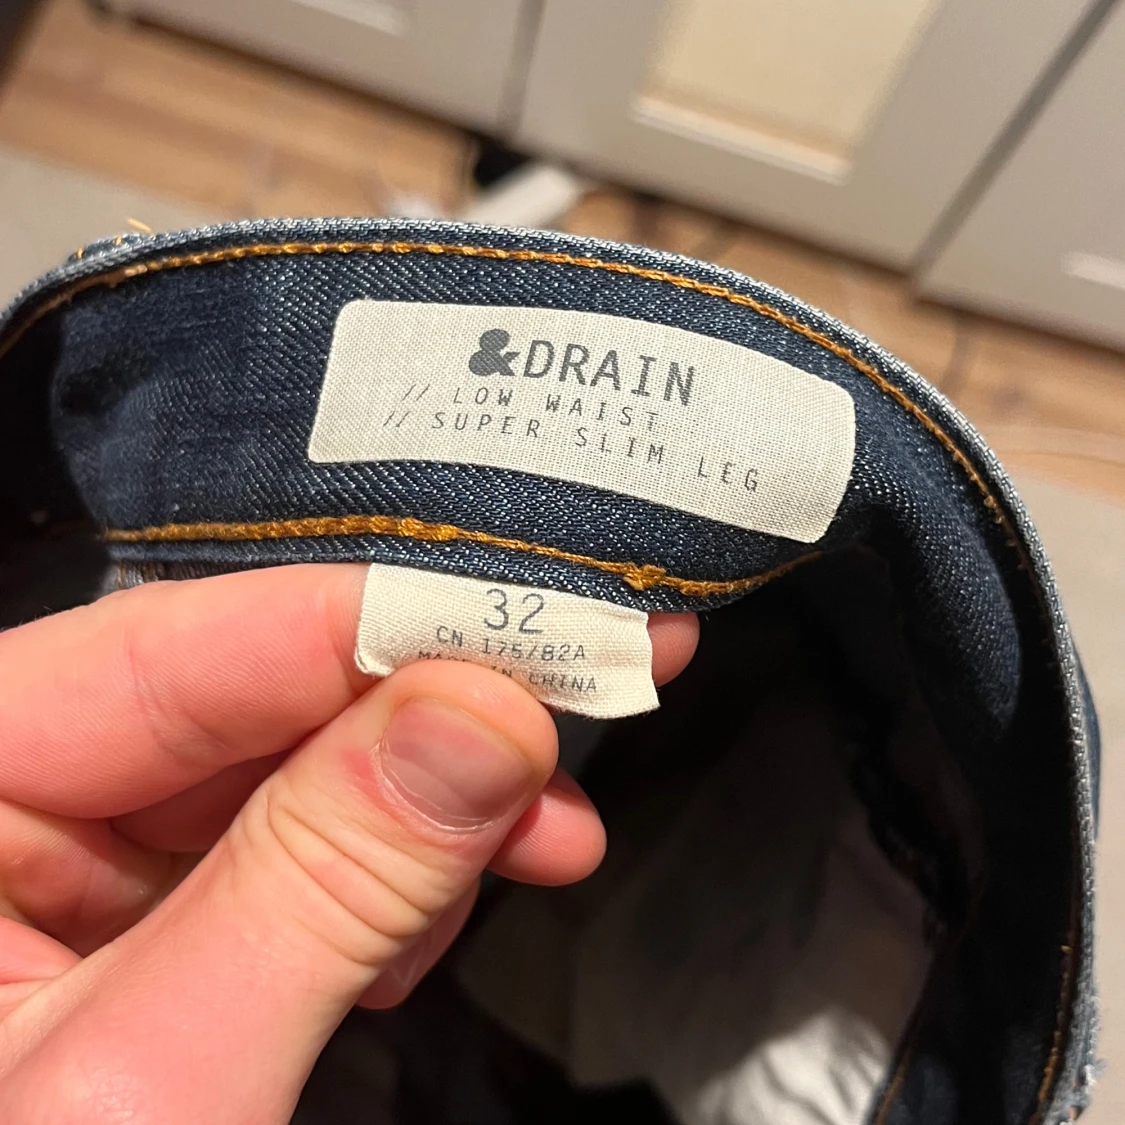 &DRAIN
// LOW WAIST
// SUPER SLIM LEG
32
CN 175/82A
MADE IN CHINA